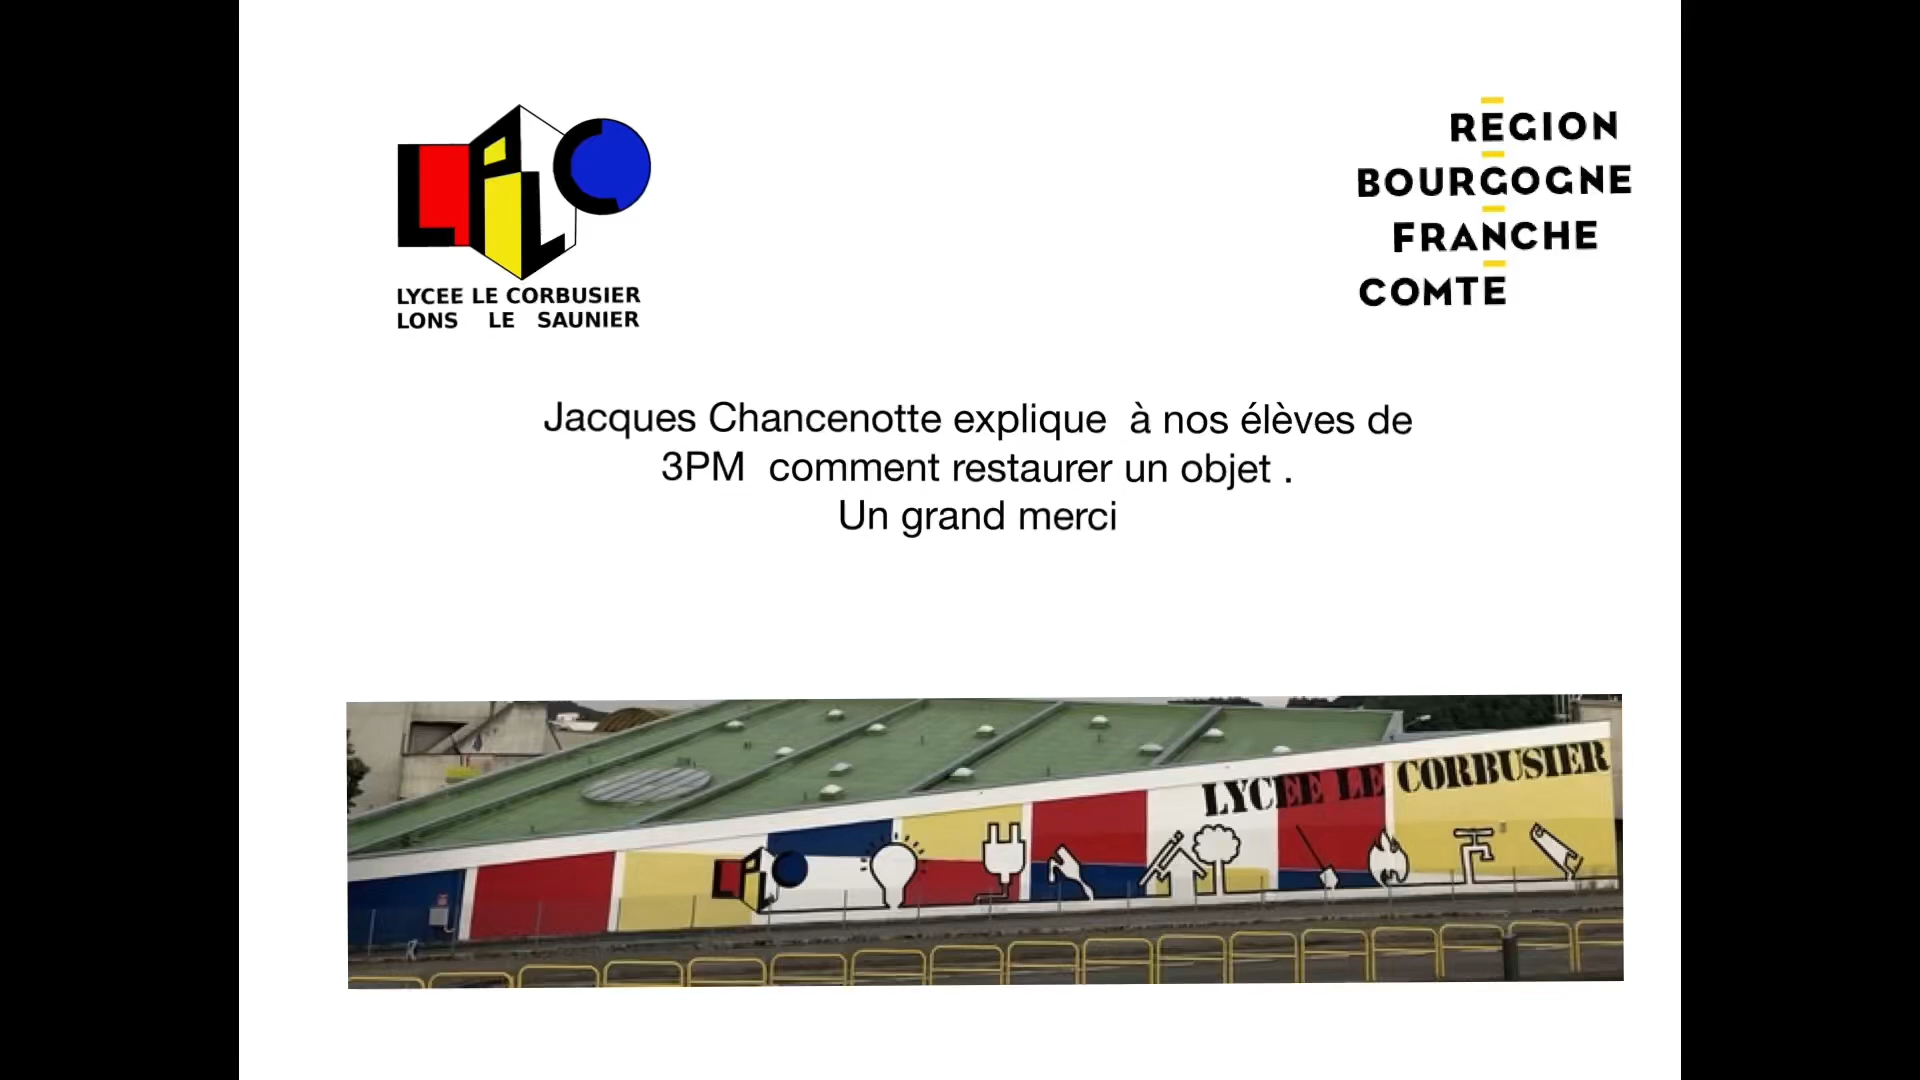 LYCEE LE CORBUSIER
LONS LE SAUNIER
REGION
BOURGOGNE
FRANCHE
COMTE
Jacques Chancenotte explique à nos élèves de
3PM comment restaurer un objet .
Un grand merci
LYCEE LE CORBUSIER